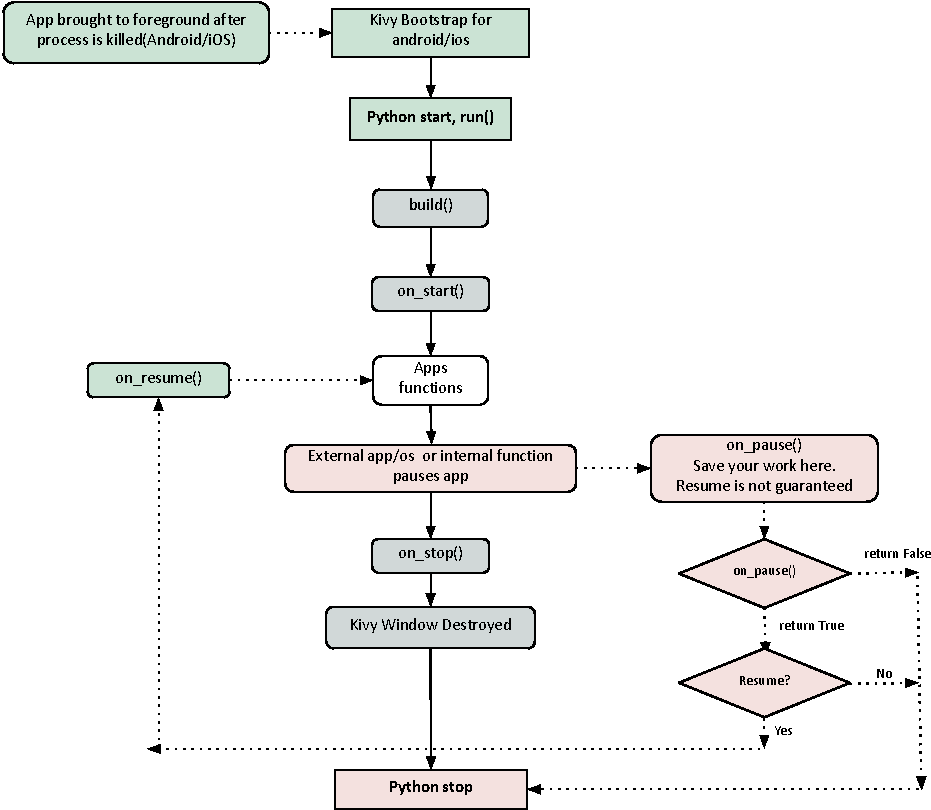 App brought to foreground after
process is killed(Android/iOS)
Kivy Bootstrap for
android/ios
Python start, run()
build()
on_start()
on_resume()
Apps
functions
External app/os or internal function
pauses app
on_pause()
Save your work here.
Resume is not guaranteed
on_stop()
on_pause()
return False
Kivy Window Destroyed
return True
Resume?
No
Yes
Python stop